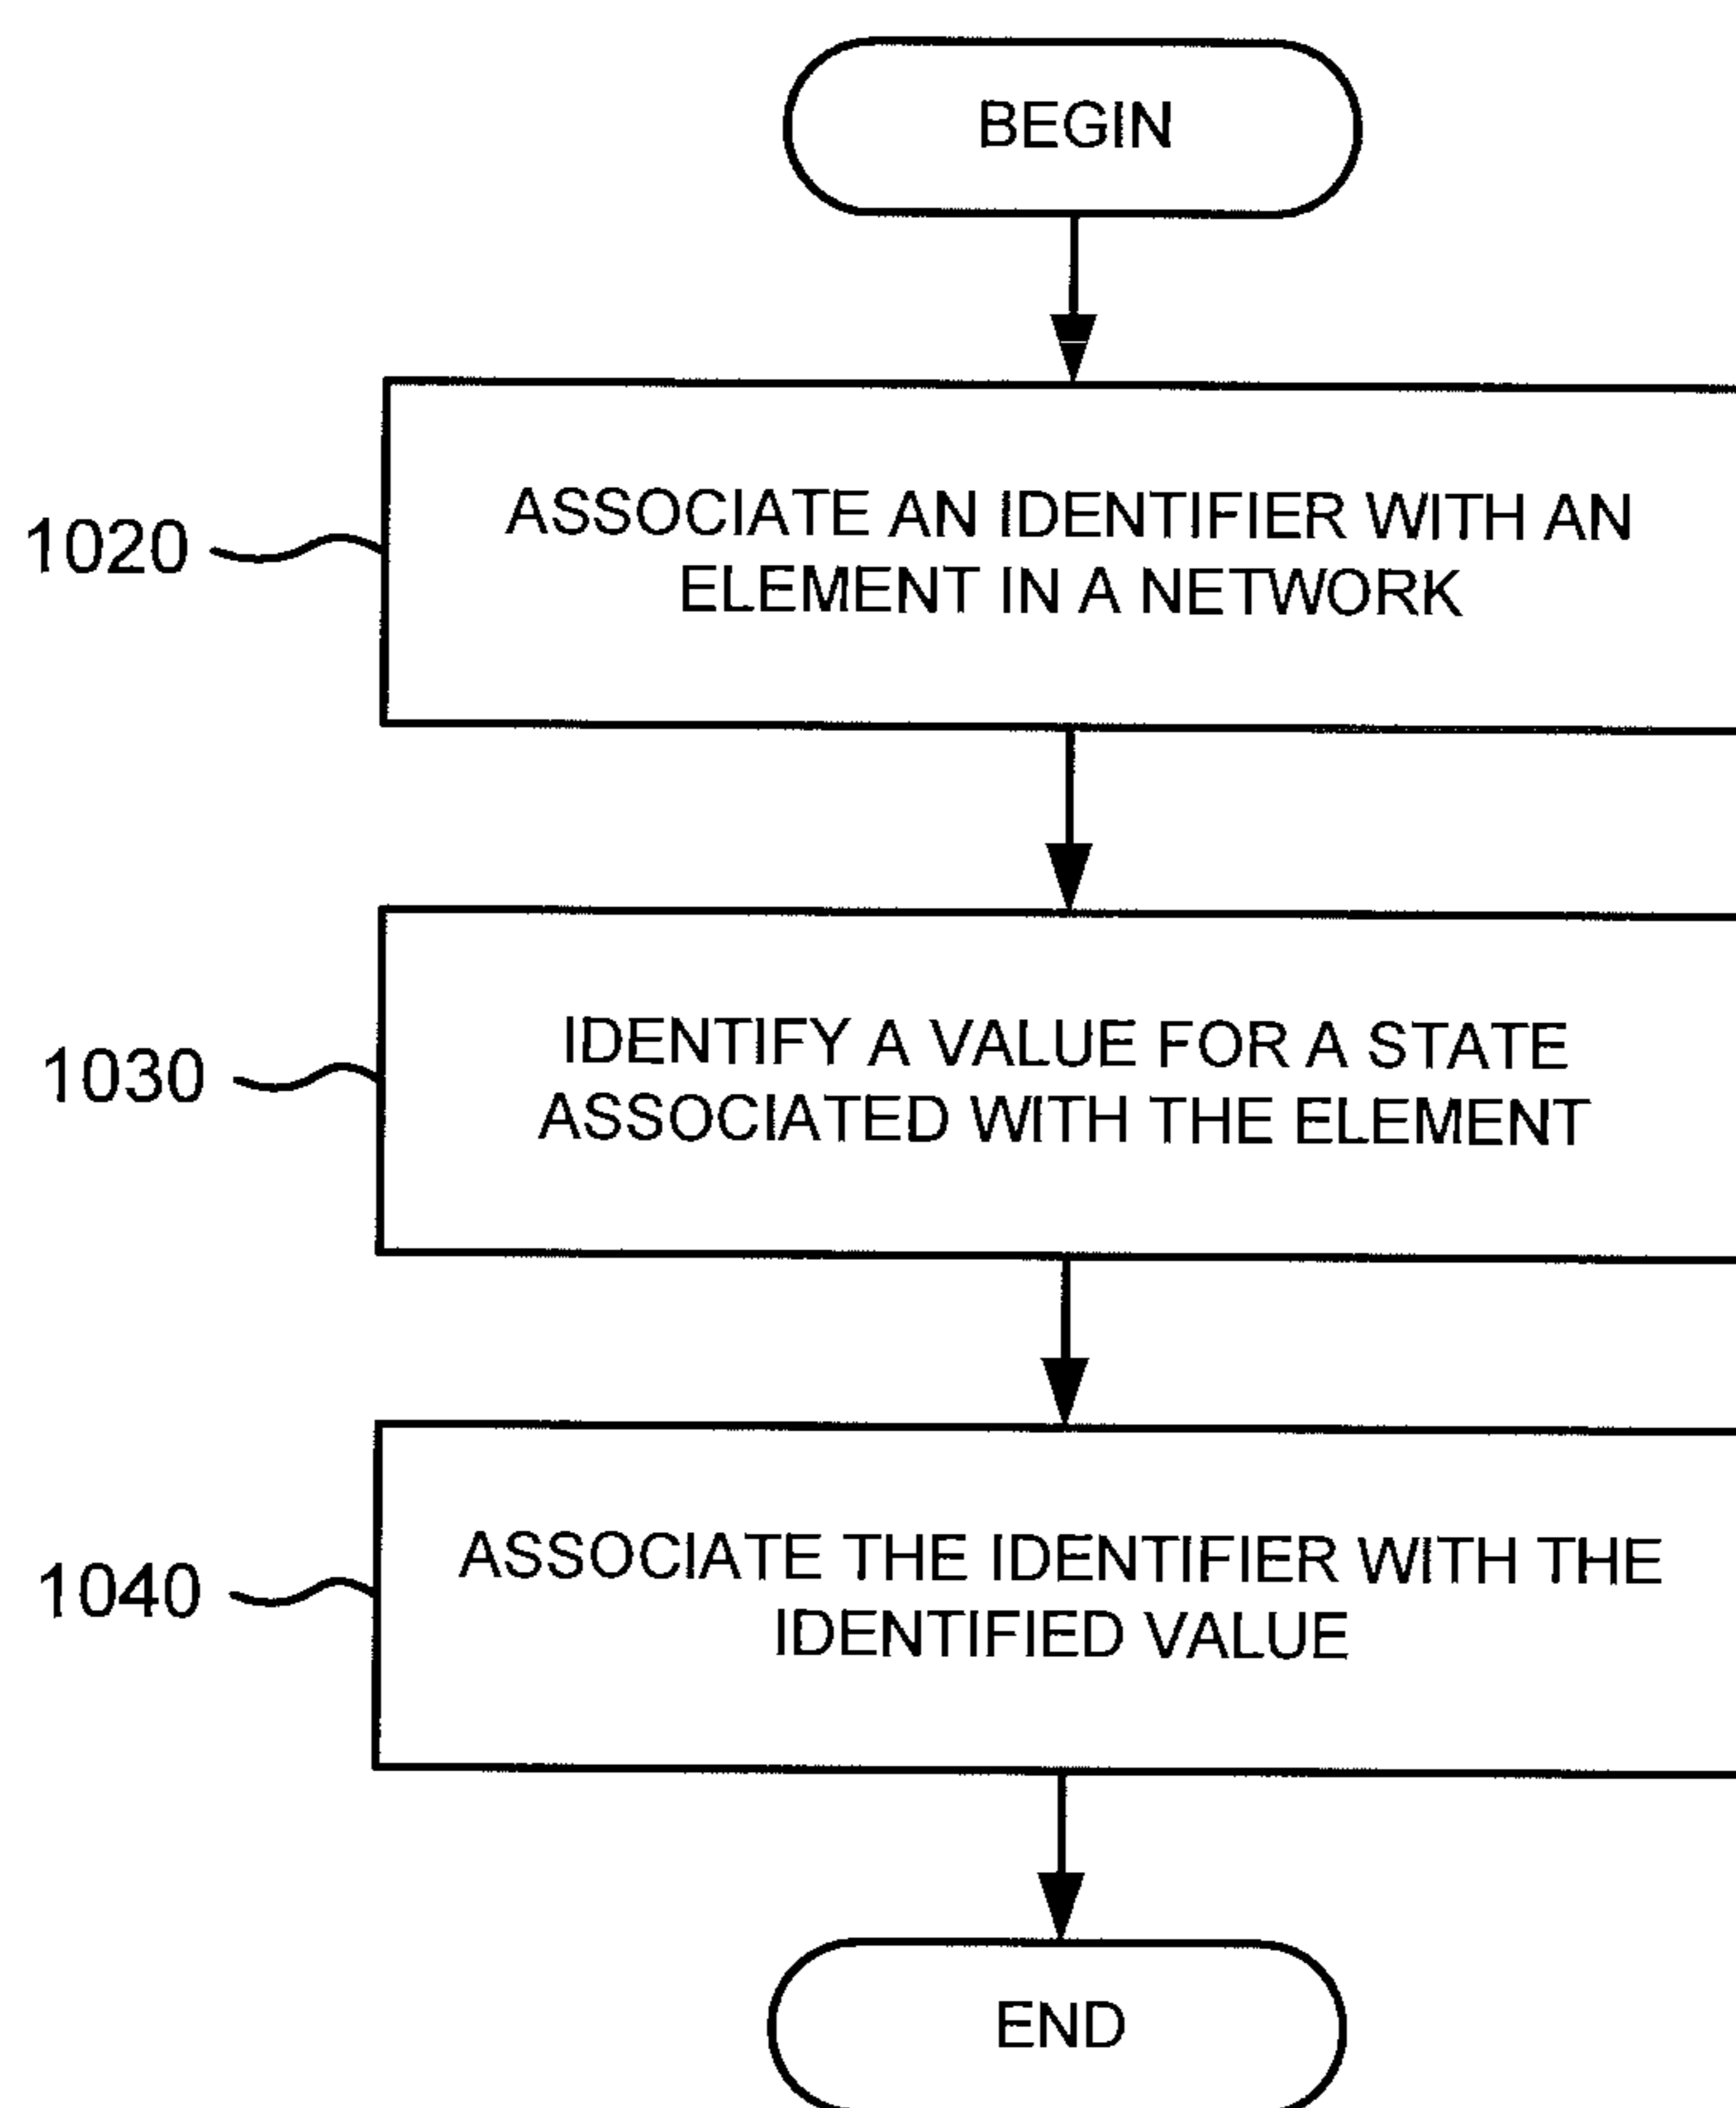 BEGIN
1020
ASSOCIATE AN IDENTIFIER WITH AN
ELEMENT IN A NETWORK
1030
IDENTIFY A VALUE FOR A STATE
ASSOCIATED WITH THE ELEMENT
1040
ASSOCIATE THE IDENTIFIER WITH THE
IDENTIFIED VALUE
END